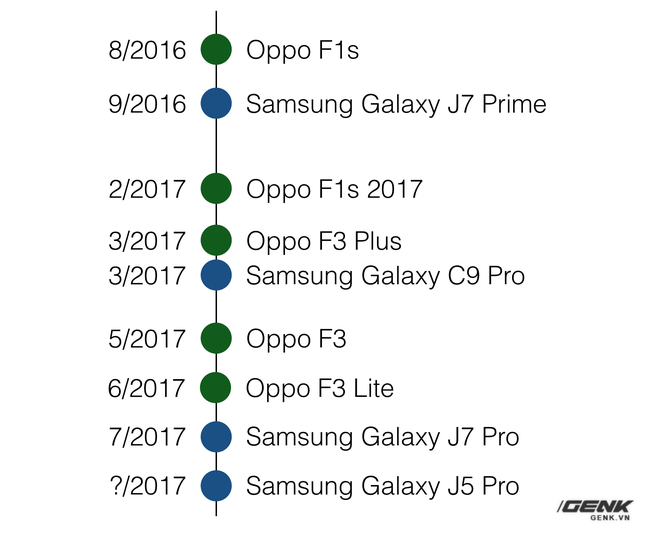 8/2016 Oppo F1s
9/2016 Samsung Galaxy J7 Prime
2/2017 Oppo F1s 2017
3/2017 Oppo F3 Plus
3/2017 Samsung Galaxy C9 Pro
5/2017 Oppo F3
6/2017 Oppo F3 Lite
7/2017 Samsung Galaxy J7 Pro
?/2017 Samsung Galaxy J5 Pro
/GENK
GENK.VN